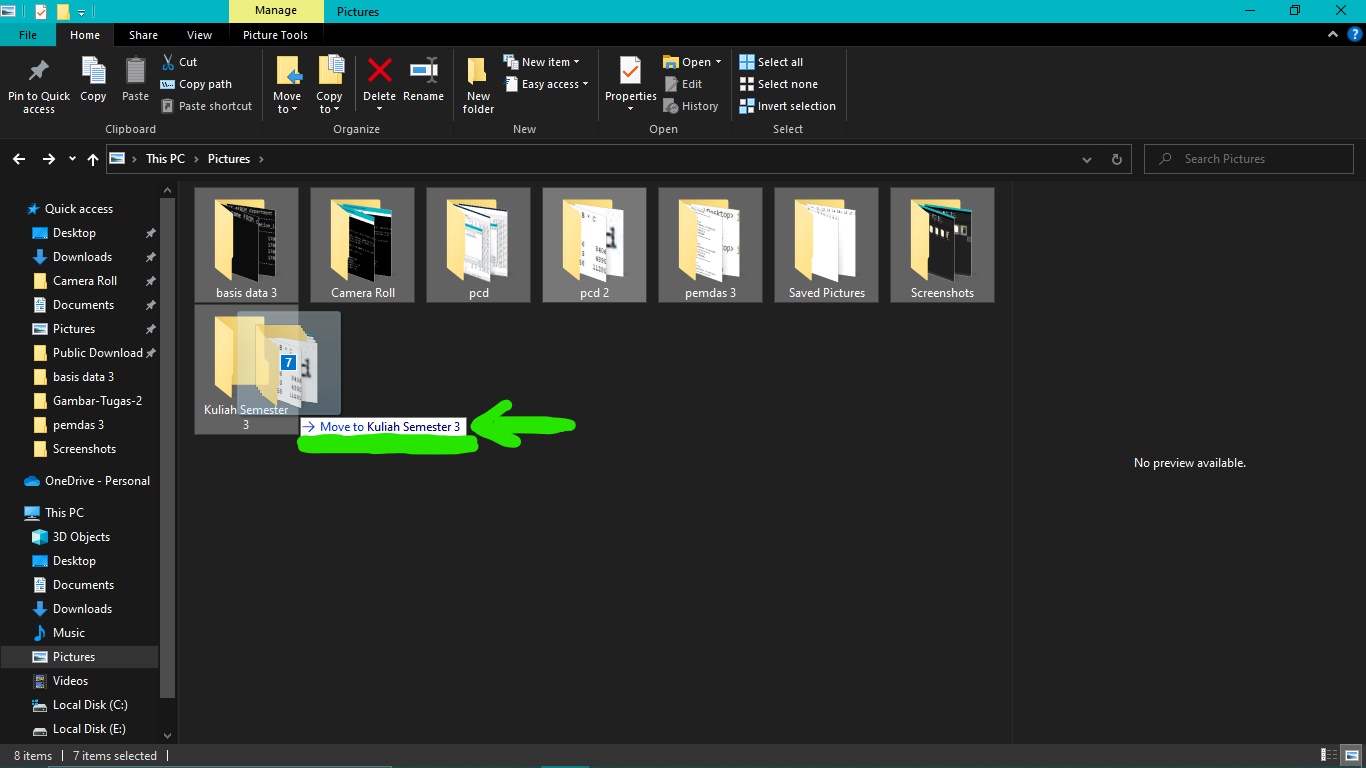 Manage
Pictures
File
Home
Share
View
Picture Tools
Pin to Quick
access
Copy
Paste
Cut
Copy path
Paste shortcut
Clipboard
Move
to
Copy
to
Delete
Rename
Organize
New
folder
New item
Easy access
New
Properties
Open
Edit
History
Open
Select all
Select none
Invert selection
Select
This PC
Pictures
Search Pictures
Quick access
Desktop
Downloads
Camera Roll
Documents
Pictures
Public Download
basis data 3
Gambar-Tugas-2
pemdas 3
Screenshots
OneDrive - Personal
This PC
3D Objects
Desktop
Documents
Downloads
Music
Pictures
Videos
Local Disk (C:)
Local Disk (E:)
basis data 3
Camera Roll
pcd
pcd 2
pemdas 3
Saved Pictures
Screenshots
7
Kuliah Semester
3
Move to Kuliah Semester 3
No preview available.
8 items
7 items selected